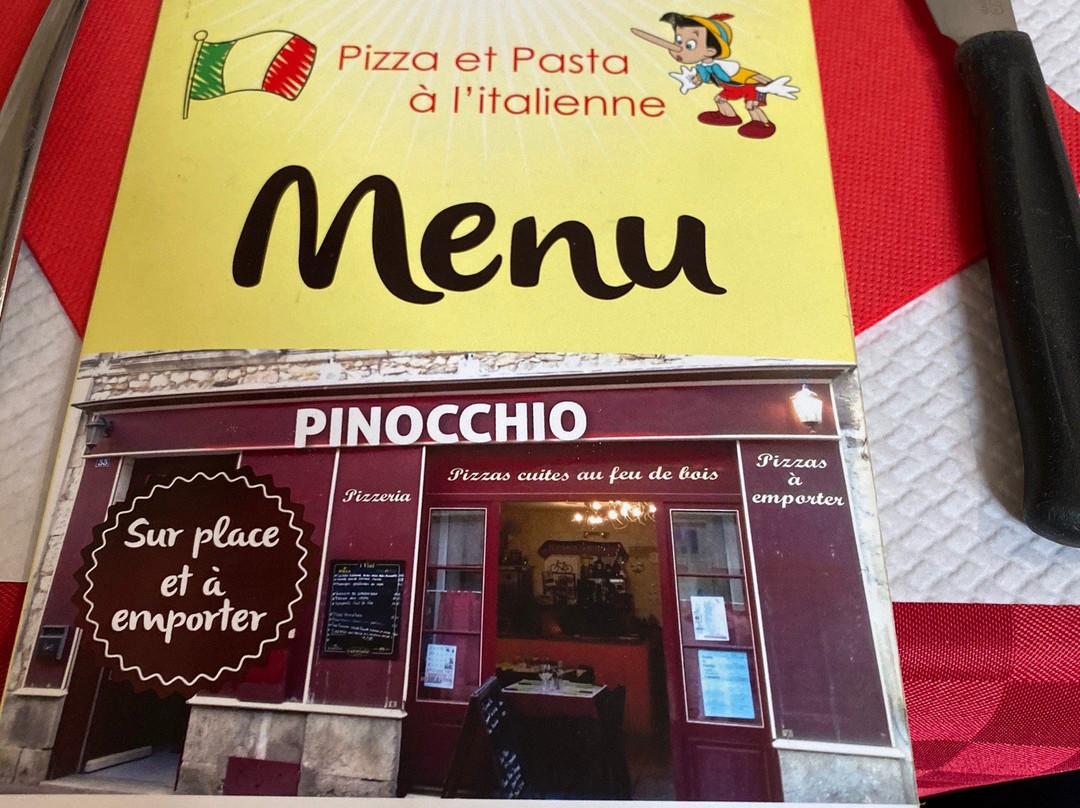 Pizza et Pasta
à l'italienne
Menu
PINOCCHIO
Pizzas cuites au feu de bois
Pizzeria
Pizzas
à
emporter
Sur place
et à
emporter